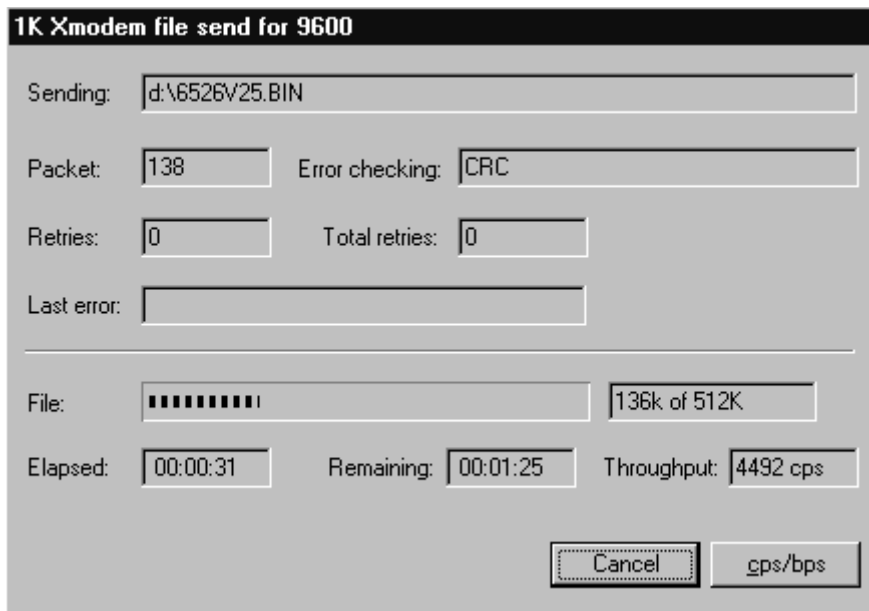 1K Xmodem file send for 9600
Sending: d:\6526V25.BIN
Packet: 138 Error checking: CRC
Retries: 0 Total retries: 0
Last error:
File: 136k of 512K
Elapsed: 00:00:31 Remaining: 00:01:25 Throughput: 4492 cps
Cancel cps/bps